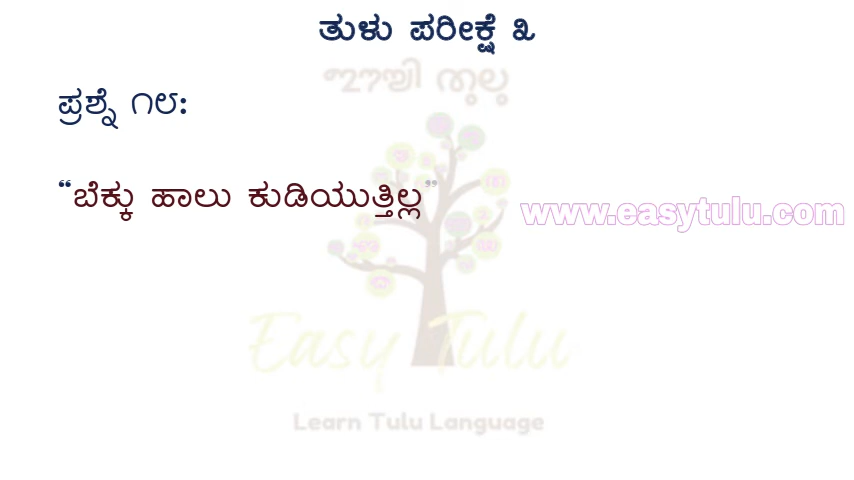 ತುಳು ಪರೀಕ್ಷೆ ೩
ಪ್ರಶ್ನೆ ೧೮:
“ಬೆಕ್ಕು ಹಾಲು ಕುಡಿಯುತ್ತಿಲ್ಲ”
www.easytulu.com
Easy Tulu
Learn Tulu Language